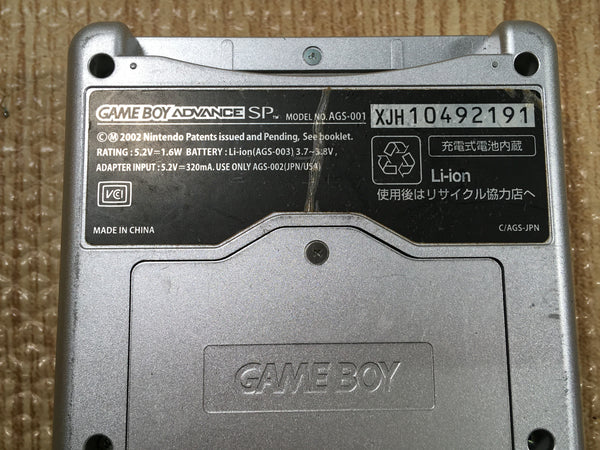 GAME BOY ADVANCE SP™ MODEL NO. AGS-001 XJH10492191
©Ⓜ 2002 Nintendo Patents issued and Pending, See booklet.
RATING : 5.2V⎓1.6W BATTERY : Li-ion(AGS-003) 3.7⎓3.8V ,
ADAPTER INPUT : 5.2V⎓320mA. USE ONLY AGS-002(JPN/USA)
充電式電池内蔵
Li-ion
使用後はリサイクル協力店へ
VCI
MADE IN CHINA
C/AGS-JPN
GAME BOY